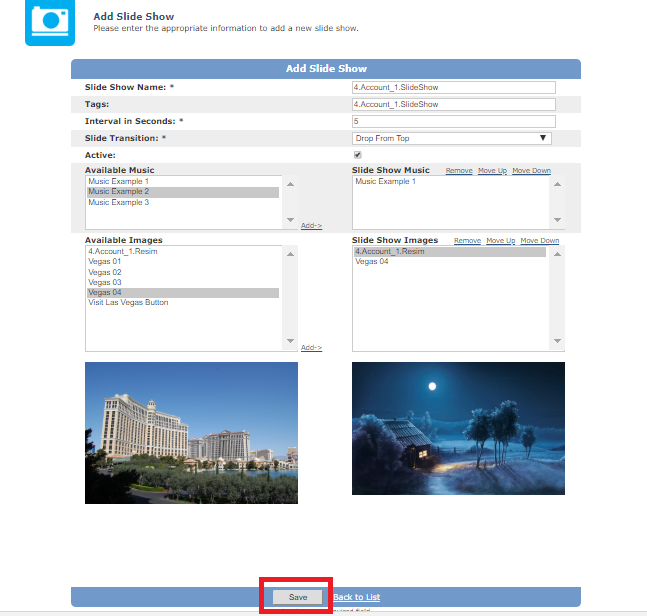 Add Slide Show
Please enter the appropriate information to add a new slide show.
Add Slide Show
Slide Show Name: * 4.Account_1.SlideShow
Tags: 4.Account_1.SlideShow
Interval in Seconds: * 5
Slide Transition: * Drop From Top
Active:
Available Music Slide Show Music Remove Move Up Move Down
Music Example 1 Music Example 1
Music Example 2
Music Example 3
Add->
Available Images Slide Show Images Remove Move Up Move Down
4.Account_1.Resim 4.Account_1.Resim
Vegas 01 Vegas 04
Vegas 02
Vegas 03
Vegas 04
Visit Las Vegas Button
Add->
Save Back to List